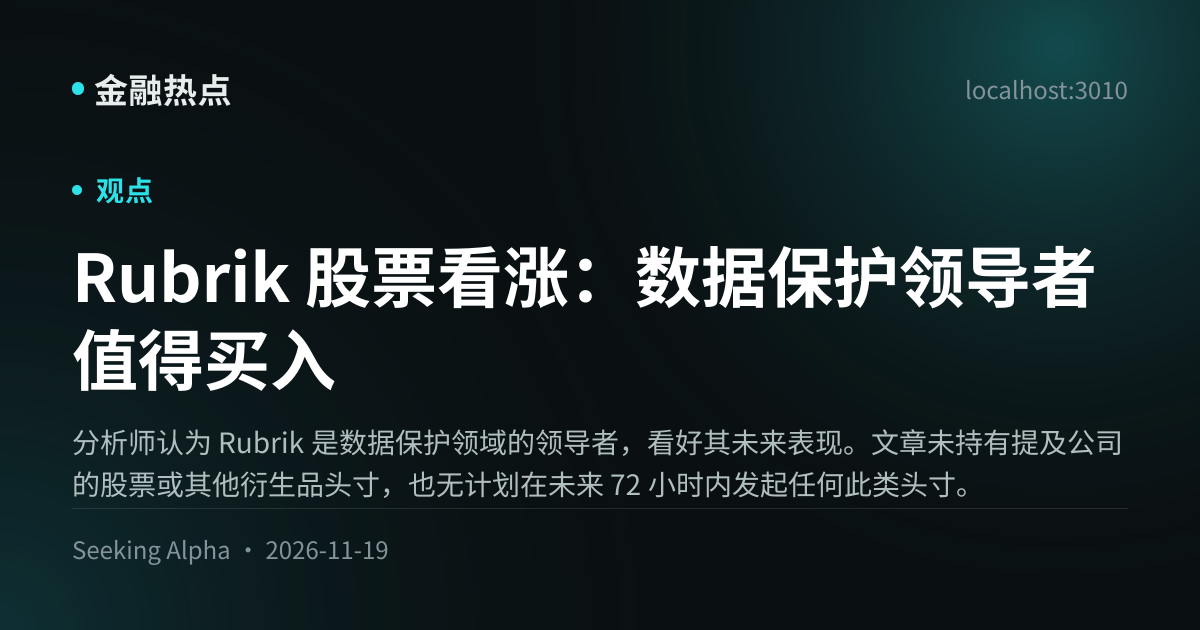 金融热点
localhost:3010
观点
Rubrik 股票看涨：数据保护领导者
值得买入
分析师认为 Rubrik 是数据保护领域的领导者，看好其未来表现。文章未持有提及公司
的股票或其他衍生品头寸，也无计划在未来 72 小时内发起任何此类头寸。
Seeking Alpha • 2026-11-19